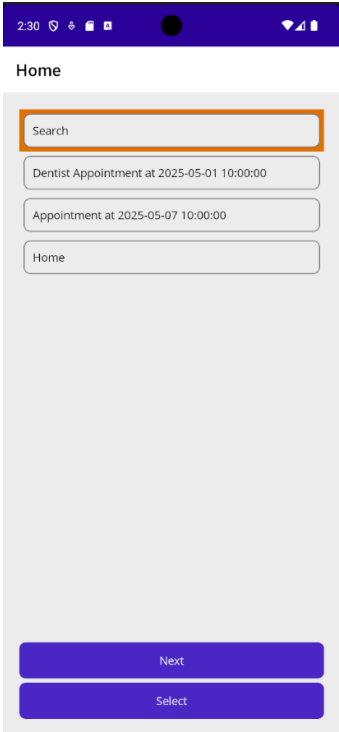 2:30
Home
Search
Dentist Appointment at 2025-05-01 10:00:00
Appointment at 2025-05-07 10:00:00
Home
Next
Select